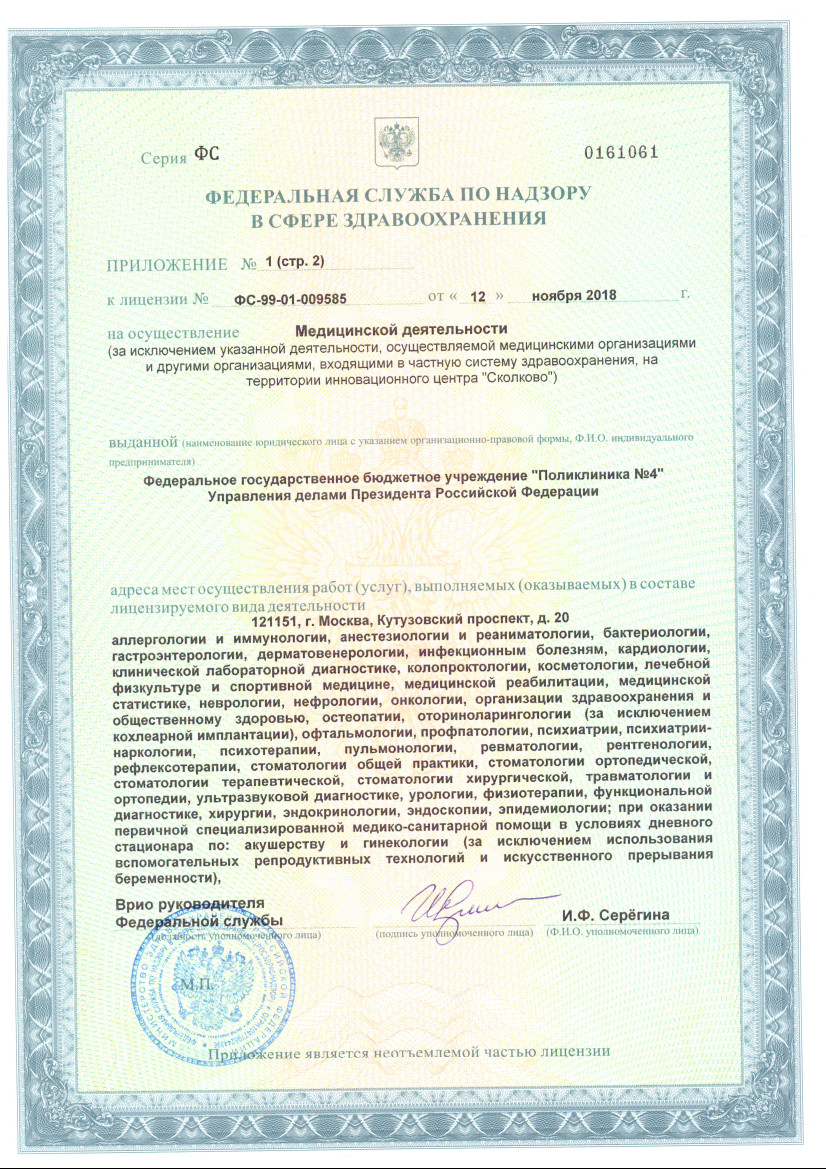 Серия ФС
0161061
ФЕДЕРАЛЬНАЯ СЛУЖБА ПО НАДЗОРУ
В СФЕРЕ ЗДРАВООХРАНЕНИЯ
ПРИЛОЖЕНИЕ № 1 (стр. 2)
к лицензии № ФС-99-01-009585 от « 12 » ноября 2018 г.
на осуществление Медицинской деятельности
(за исключением указанной деятельности, осуществляемой медицинскими организациями
и другими организациями, входящими в частную систему здравоохранения, на
территории инновационного центра "Сколково")
выданной (наименование юридического лица с указанием организационно-правовой формы, Ф.И.О. индивидуального
предпринимателя)
Федеральное государственное бюджетное учреждение "Поликлиника №4"
Управления делами Президента Российской Федерации
адреса мест осуществления работ (услуг), выполняемых (оказываемых) в составе
лицензируемого вида деятельности
121151, г. Москва, Кутузовский проспект, д. 20
аллергологии и иммунологии, анестезиологии и реаниматологии, бактериологии,
гастроэнтерологии, дерматовенерологии, инфекционным болезням, кардиологии,
клинической лабораторной диагностике, колопроктологии, косметологии, лечебной
физкультуре и спортивной медицине, медицинской реабилитации, медицинской
статистике, неврологии, нефрологии, онкологии, организации здравоохранения и
общественному здоровью, остеопатии, оториноларингологии (за исключением
кохлеарной имплантации), офтальмологии, профпатологии, психиатрии, психиатрии-
наркологии, психотерапии, пульмонологии, ревматологии, рентгенологии,
рефлексотерапии, стоматологии общей практики, стоматологии ортопедической,
стоматологии терапевтической, стоматологии хирургической, травматологии и
ортопедии, ультразвуковой диагностике, урологии, физиотерапии, функциональной
диагностике, хирургии, эндокринологии, эндоскопии, эпидемиологии; при оказании
первичной специализированной медико-санитарной помощи в условиях дневного
стационара по: акушерству и гинекологии (за исключением использования
вспомогательных репродуктивных технологий и искусственного прерывания
беременности),
Врио руководителя
Федеральной службы
И.Ф. Серёгина
(должность уполномоченного лица) (подпись уполномоченного лица) (Ф.И.О. уполномоченного лица)
М.П.
Приложение является неотъемлемой частью лицензии